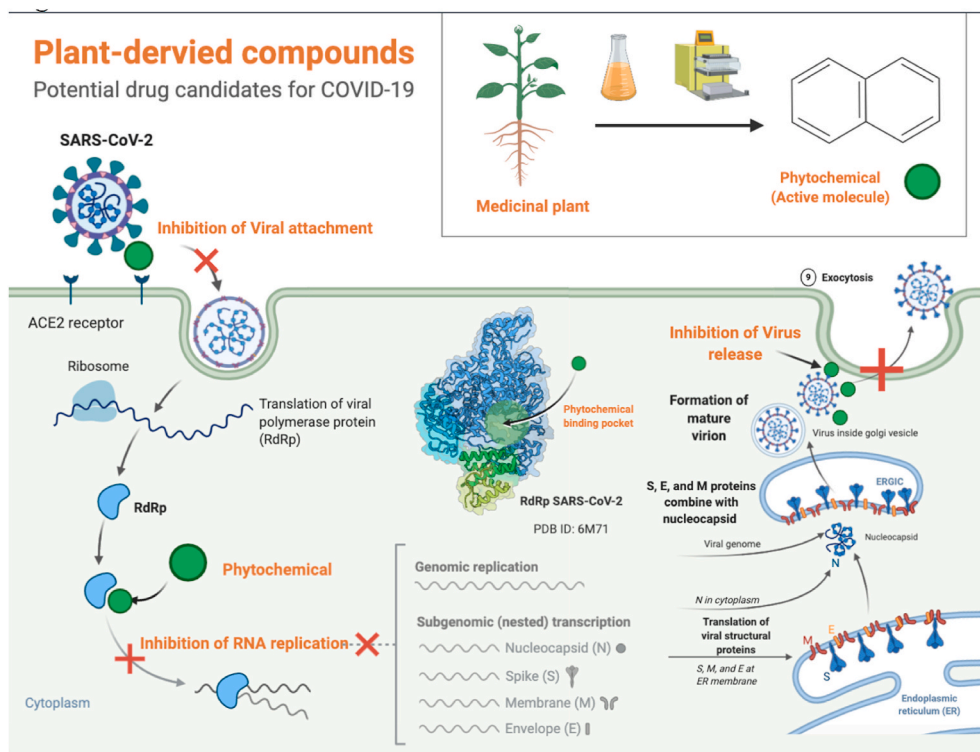 Plant-dervied compounds
Potential drug candidates for COVID-19
Medicinal plant
Phytochemical
(Active molecule)
SARS-CoV-2
Inhibition of Viral attachment
ACE2 receptor
Ribosome
Translation of viral
polymerase protein
(RdRp)
RdRp
Phytochemical
Inhibition of RNA replication
Cytoplasm
Phytochemical
binding pocket
RdRp SARS-CoV-2
PDB ID: 6M71
Genomic replication
Subgenomic (nested) transcription
Nucleocapsid (N)
Spike (S)
Membrane (M)
Envelope (E)
9 Exocytosis
Inhibition of Virus
release
Formation of
mature
virion
Virus inside golgi vesicle
S, E, and M proteins
combine with
nucleocapsid
ERGIC
Viral genome
Nucleocapsid
N
N in cytoplasm
Translation of
viral structural
proteins
S, M, and E at
ER membrane
M
E
S
Endoplasmic
reticulum (ER)